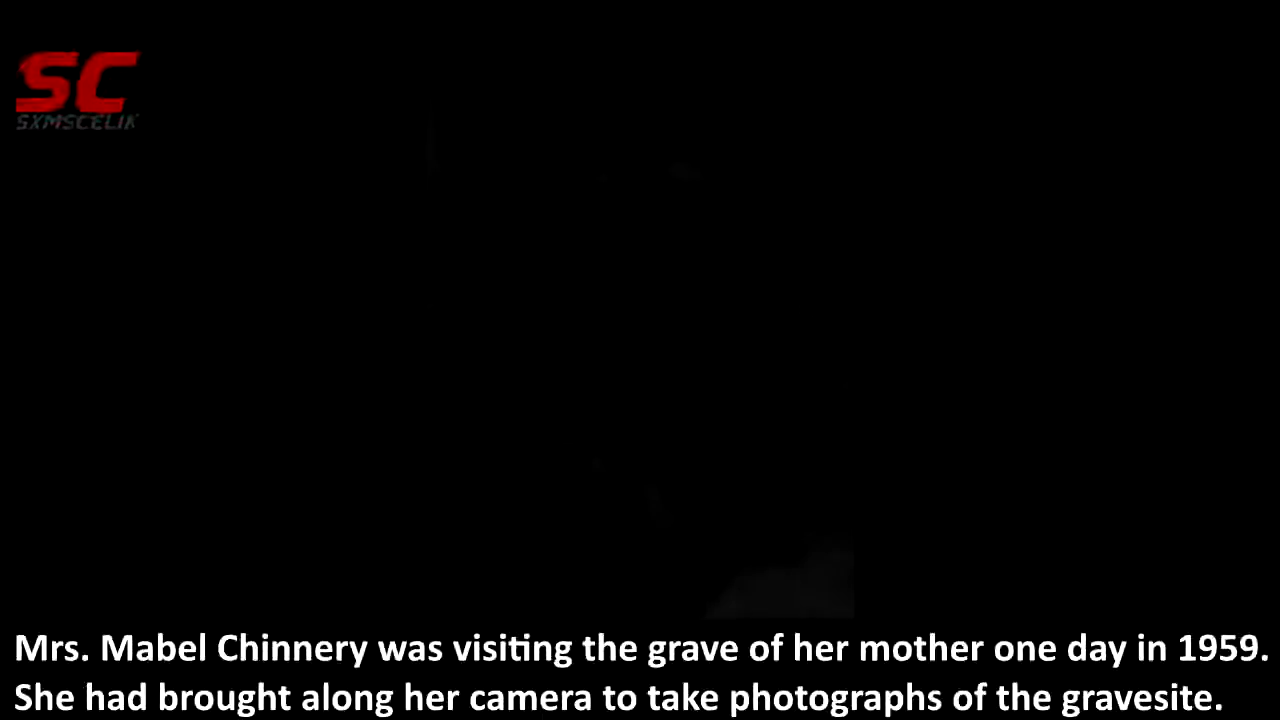 SC
SXMSCELIK
Mrs. Mabel Chinnery was visiting the grave of her mother one day in 1959.
She had brought along her camera to take photographs of the gravesite.